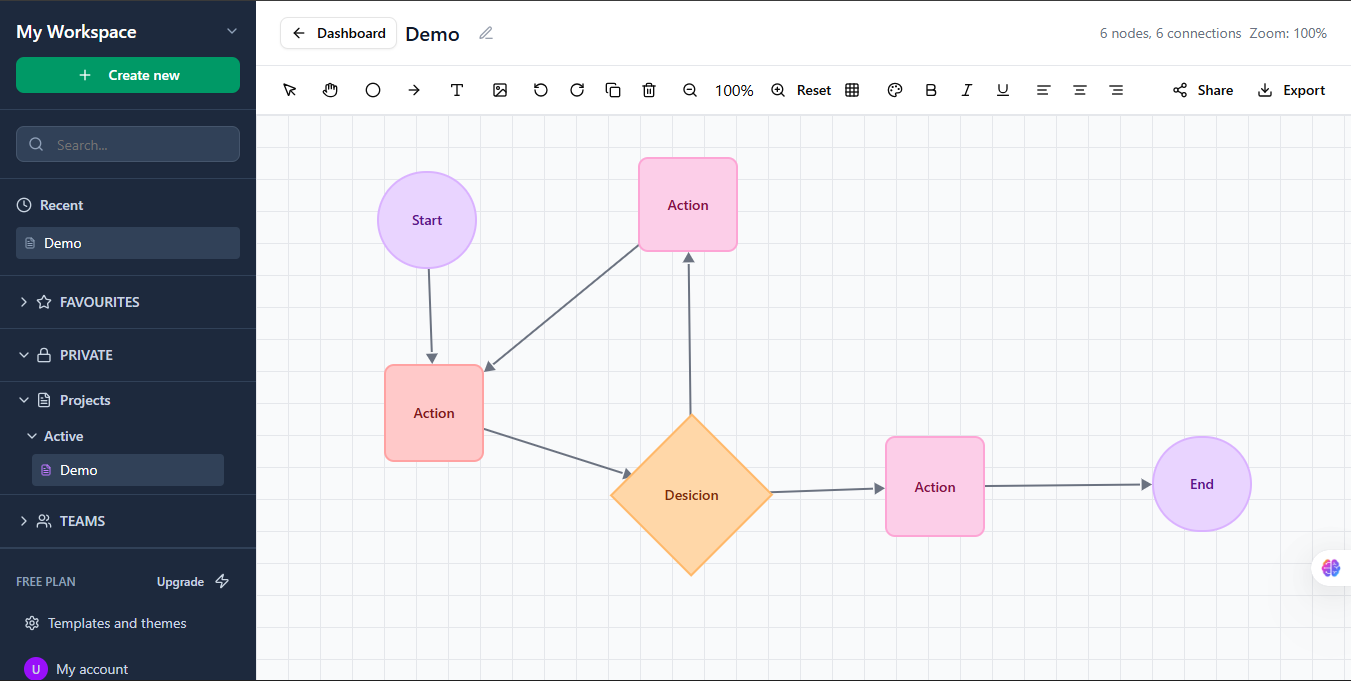 My Workspace
Create new
Search...
Recent
Demo
FAVOURITES
PRIVATE
Projects
Active
Demo
TEAMS
FREE PLAN Upgrade
Templates and themes
U My account
Dashboard Demo
6 nodes, 6 connections Zoom: 100%
T 100% Reset B I U Share Export
Start
Action
Action
Desicion
Action
End